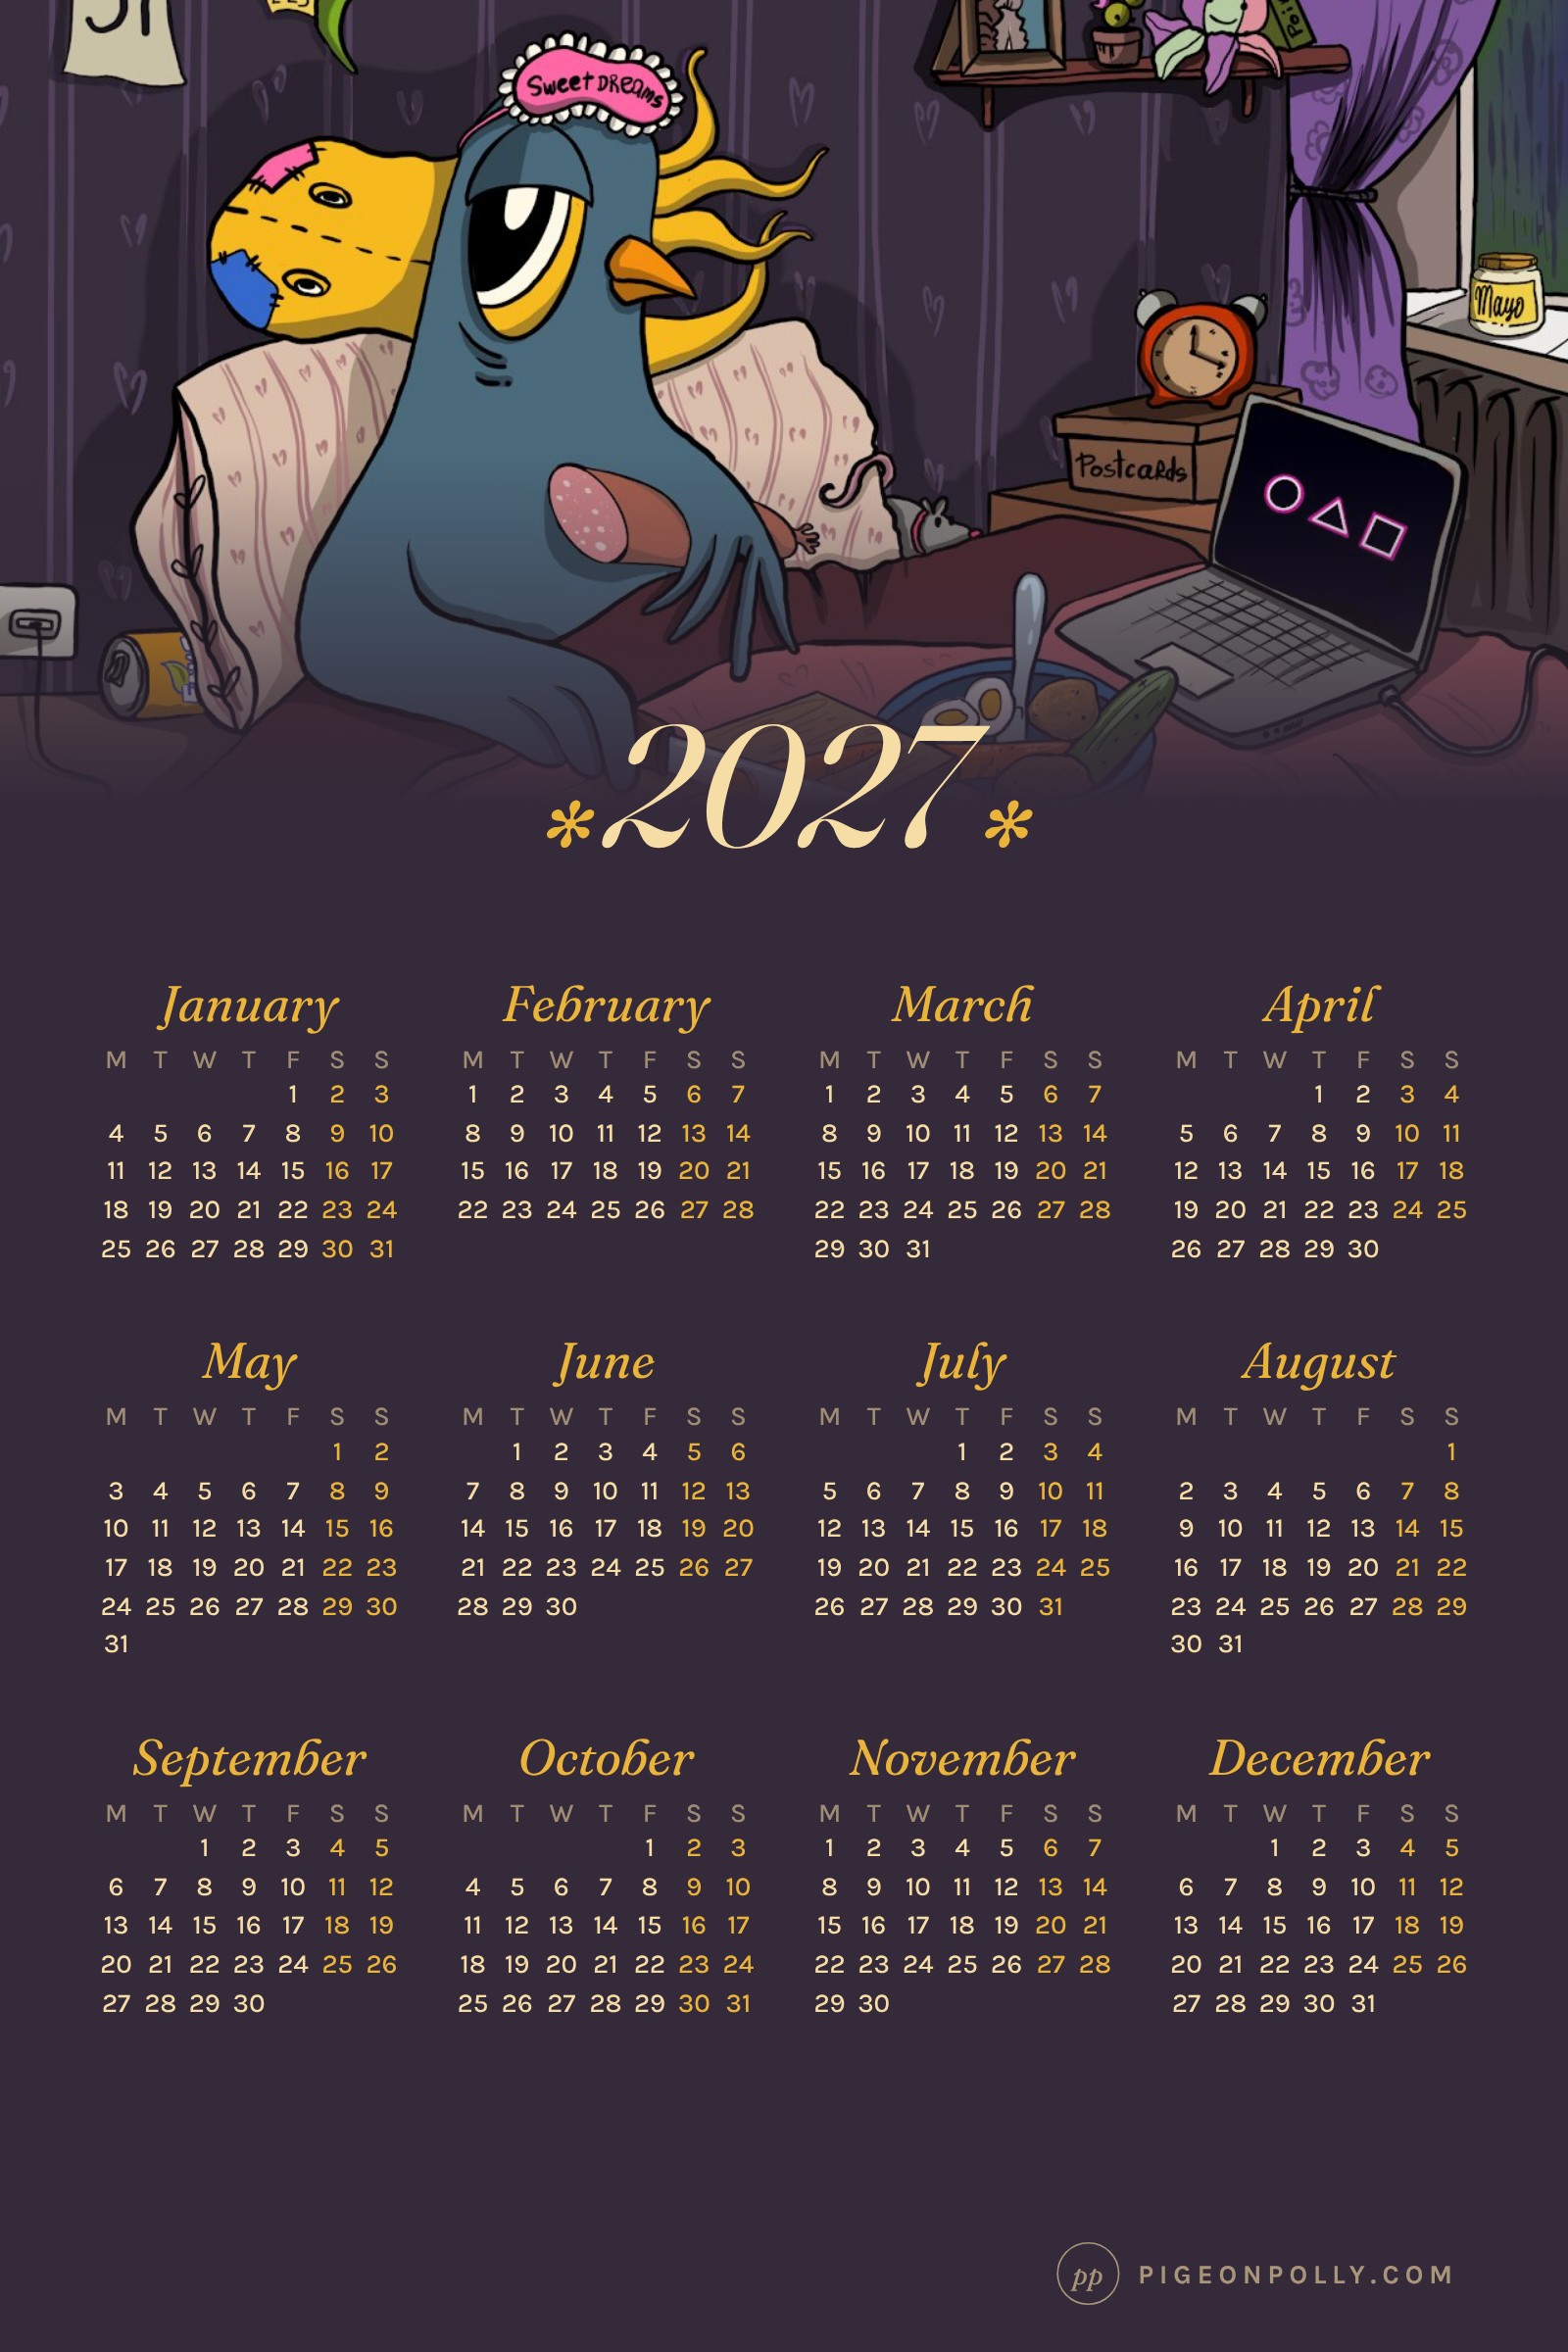 31
Sweet Dreams
Mayo
Postcards
2027
January February March April
M T W T F S S M T W T F S S M T W T F S S M T W T F S S
1 2 3 1 2 3 4 5 6 7 1 2 3 4 5 6 7 1 2 3 4
4 5 6 7 8 9 10 8 9 10 11 12 13 14 8 9 10 11 12 13 14 5 6 7 8 9 10 11
11 12 13 14 15 16 17 15 16 17 18 19 20 21 15 16 17 18 19 20 21 12 13 14 15 16 17 18
18 19 20 21 22 23 24 22 23 24 25 26 27 28 22 23 24 25 26 27 28 19 20 21 22 23 24 25
25 26 27 28 29 30 31 29 30 31 26 27 28 29 30
May June July August
M T W T F S S M T W T F S S M T W T F S S M T W T F S S
1 2 1 2 3 4 5 6 1 2 3 4 1
3 4 5 6 7 8 9 7 8 9 10 11 12 13 5 6 7 8 9 10 11 2 3 4 5 6 7 8
10 11 12 13 14 15 16 14 15 16 17 18 19 20 12 13 14 15 16 17 18 9 10 11 12 13 14 15
17 18 19 20 21 22 23 21 22 23 24 25 26 27 19 20 21 22 23 24 25 16 17 18 19 20 21 22
24 25 26 27 28 29 30 28 29 30 26 27 28 29 30 31 23 24 25 26 27 28 29
31 30 31
September October November December
M T W T F S S M T W T F S S M T W T F S S M T W T F S S
1 2 3 4 5 1 2 3 1 2 3 4 5 6 7 1 2 3 4 5
6 7 8 9 10 11 12 4 5 6 7 8 9 10 8 9 10 11 12 13 14 6 7 8 9 10 11 12
13 14 15 16 17 18 19 11 12 13 14 15 16 17 15 16 17 18 19 20 21 13 14 15 16 17 18 19
20 21 22 23 24 25 26 18 19 20 21 22 23 24 22 23 24 25 26 27 28 20 21 22 23 24 25 26
27 28 29 30 25 26 27 28 29 30 31 29 30 27 28 29 30 31
pp PIGEONPOLLY.COM